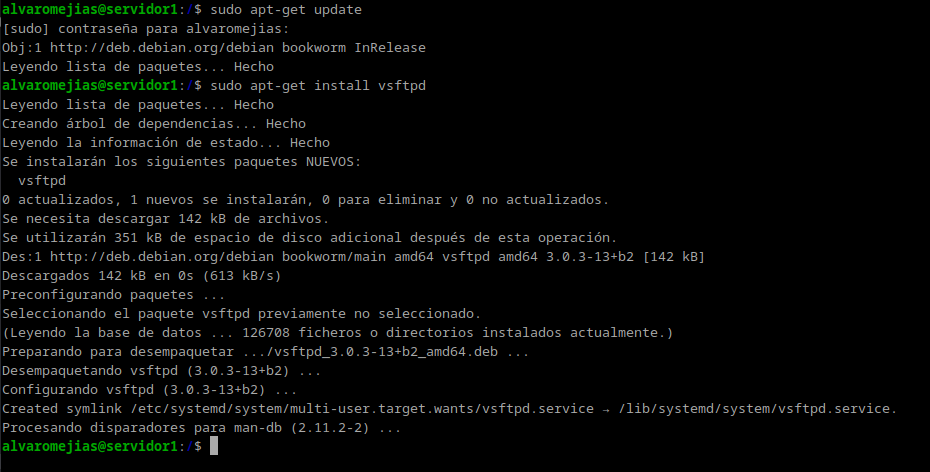 alvaromejias@servidor1:/$ sudo apt-get update
[sudo] contraseña para alvaromejias:
Obj:1 http://deb.debian.org/debian bookworm InRelease
Leyendo lista de paquetes... Hecho
alvaromejias@servidor1:/$ sudo apt-get install vsftpd
Leyendo lista de paquetes... Hecho
Creando árbol de dependencias... Hecho
Leyendo la información de estado... Hecho
Se instalarán los siguientes paquetes NUEVOS:
  vsftpd
0 actualizados, 1 nuevos se instalarán, 0 para eliminar y 0 no actualizados.
Se necesita descargar 142 kB de archivos.
Se utilizarán 351 kB de espacio de disco adicional después de esta operación.
Des:1 http://deb.debian.org/debian bookworm/main amd64 vsftpd amd64 3.0.3-13+b2 [142 kB]
Descargados 142 kB en 0s (613 kB/s)
Preconfigurando paquetes ...
Seleccionando el paquete vsftpd previamente no seleccionado.
(Leyendo la base de datos ... 126708 ficheros o directorios instalados actualmente.)
Preparando para desempaquetar .../vsftpd_3.0.3-13+b2_amd64.deb ...
Desempaquetando vsftpd (3.0.3-13+b2) ...
Configurando vsftpd (3.0.3-13+b2) ...
Created symlink /etc/systemd/system/multi-user.target.wants/vsftpd.service → /lib/systemd/system/vsftpd.service.
Procesando disparadores para man-db (2.11.2-2) ...
alvaromejias@servidor1:/$